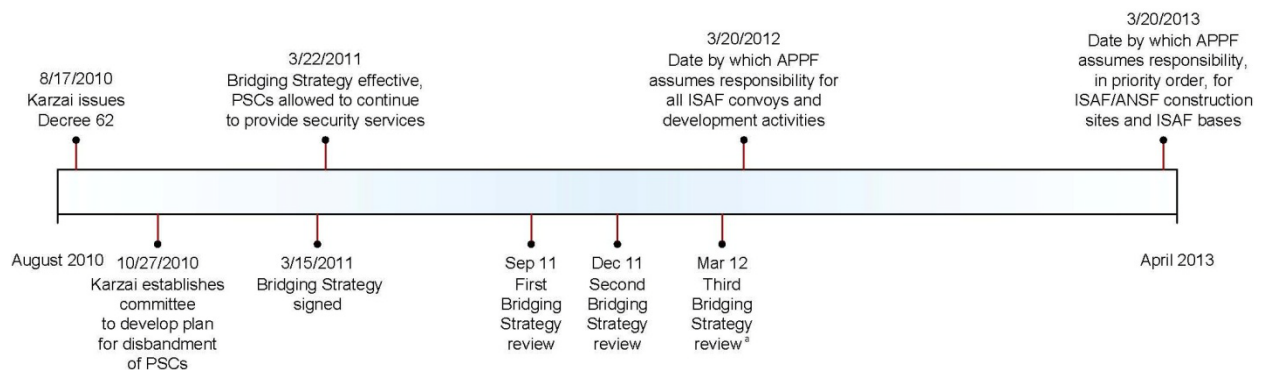 8/17/2010
Karzai issues
Decree 62
3/22/2011
Bridging Strategy effective,
PSCs allowed to continue
to provide security services
3/20/2012
Date by which APPF
assumes responsibility for
all ISAF convoys and
development activities
3/20/2013
Date by which APPF
assumes responsibility,
in priority order, for
ISAF/ANSF construction
sites and ISAF bases
August 2010
10/27/2010
Karzai establishes
committee
to develop plan
for disbandment
of PSCs
3/15/2011
Bridging Strategy
signed
Sep 11
First
Bridging
Strategy
review
Dec 11
Second
Bridging
Strategy
review
Mar 12
Third
Bridging
Strategy
review ª
April 2013